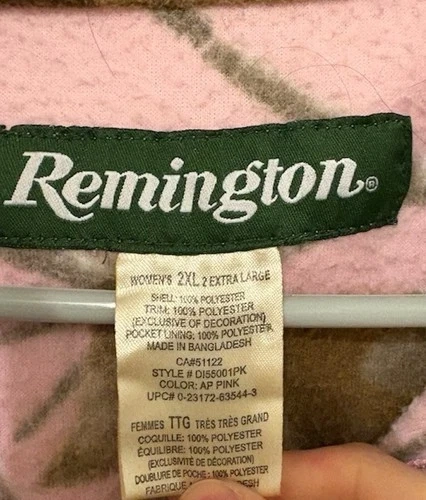 Remington®
WOMEN'S 2XL 2 EXTRA LARGE
SHELL: 100% POLYESTER
TRIM: 100% POLYESTER
(EXCLUSIVE OF DECORATION)
POCKET LINING: 100% POLYESTER
MADE IN BANGLADESH
CA#51122
STYLE # DI55001PK
COLOR: AP PINK
UPC# 0-23172-63544-3
FEMMES TTG TRÈS TRÈS GRAND
COQUILLE: 100% POLYESTER
ÉQUILIBRE: 100% POLYESTER
(EXCLUSIVITÉ DE DÉCORATION)
DOUBLURE DE POCHE: 100% POLYESTER
FABRIQUÉ